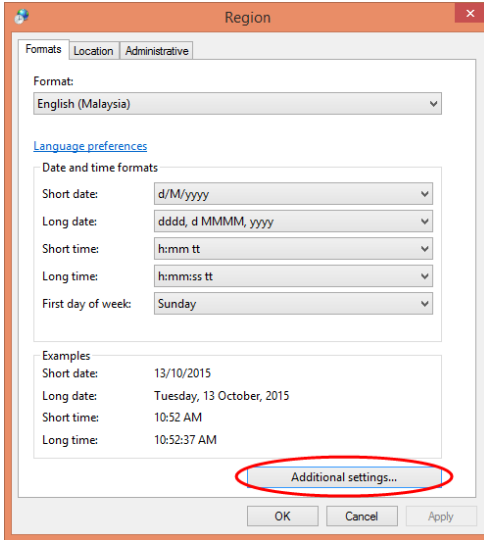 Region
Formats Location Administrative
Format:
English (Malaysia)
Language preferences
Date and time formats
Short date: d/M/yyyy
Long date: dddd, d MMMM, yyyy
Short time: h:mm tt
Long time: h:mm:ss tt
First day of week: Sunday
Examples
Short date: 13/10/2015
Long date: Tuesday, 13 October, 2015
Short time: 10:52 AM
Long time: 10:52:37 AM
Additional settings...
OK Cancel Apply